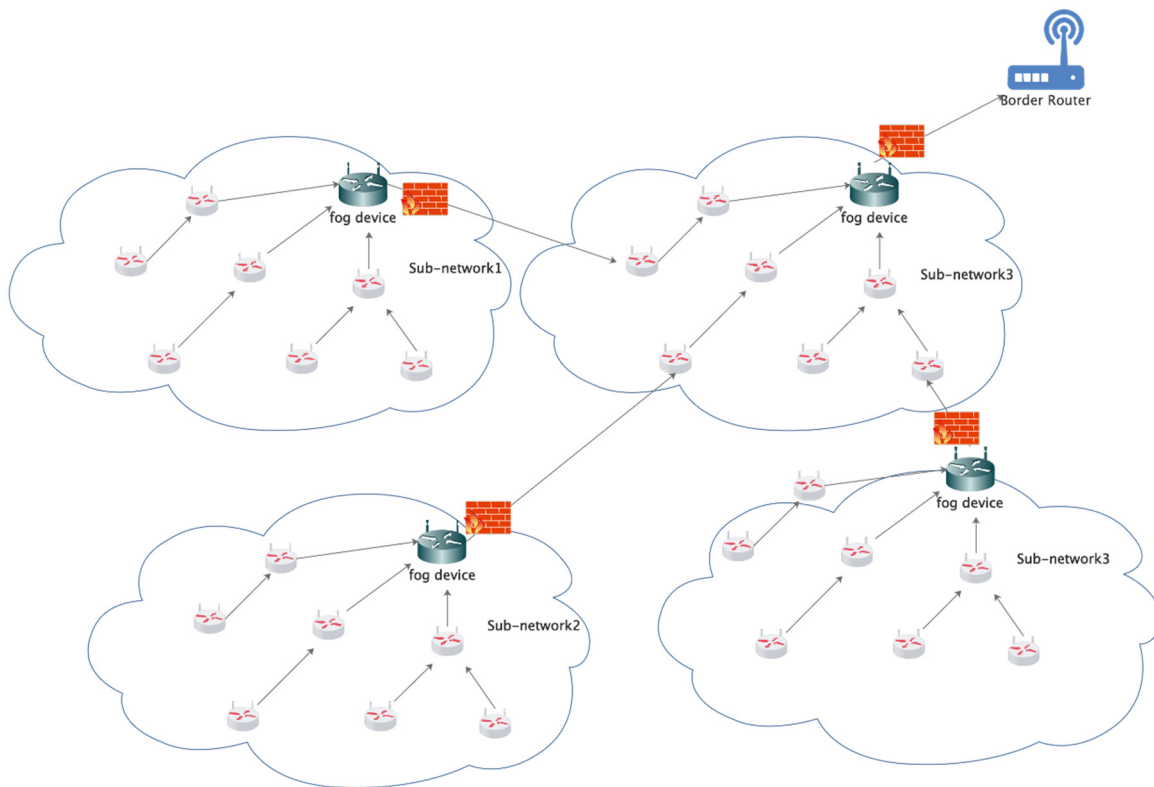 Border Router
fog device
Sub-network1
fog device
Sub-network3
fog device
Sub-network2
fog device
Sub-network3